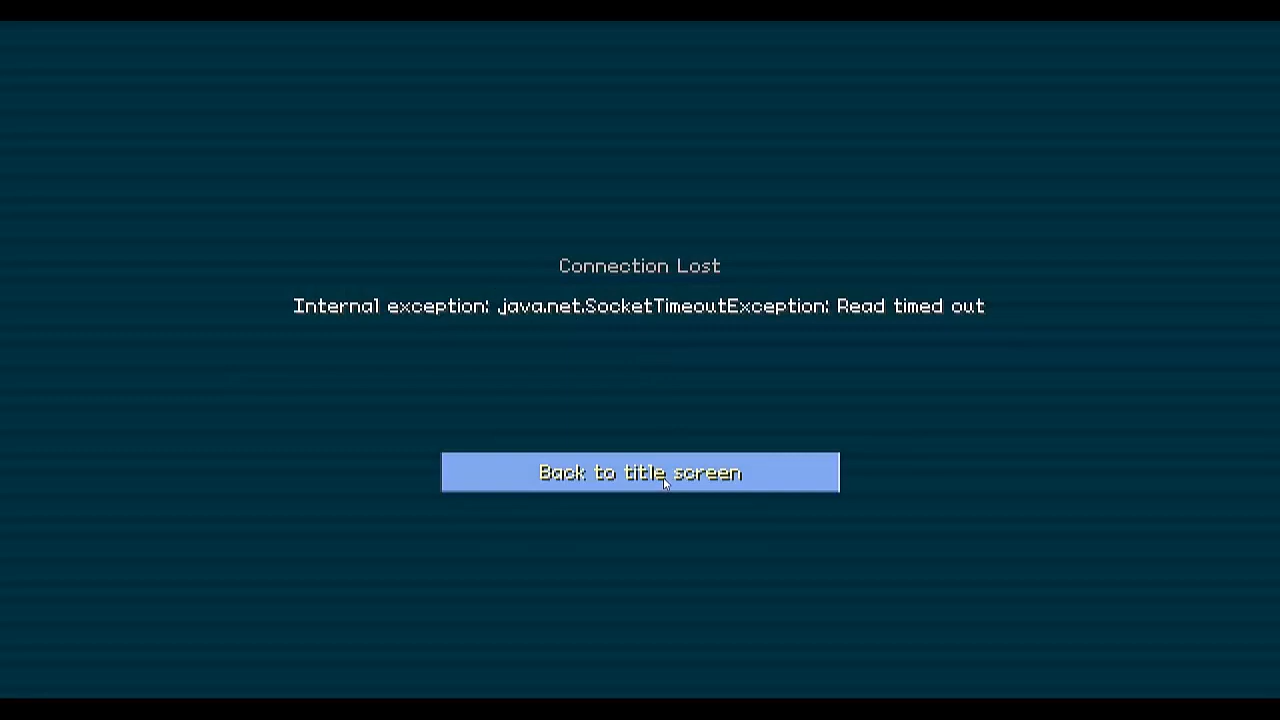 Connection Lost
Internal exception: java.net.SocketTimeoutException: Read timed out
Back to title screen